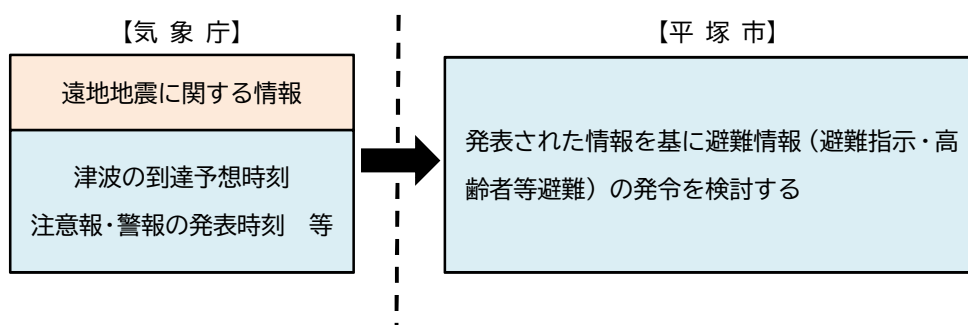 【気 象 庁】
遠地地震に関する情報
津波の到達予想時刻
注意報・警報の発表時刻　等
【平 塚 市】
発表された情報を基に避難情報（避難指示・高
齢者等避難）の発令を検討する